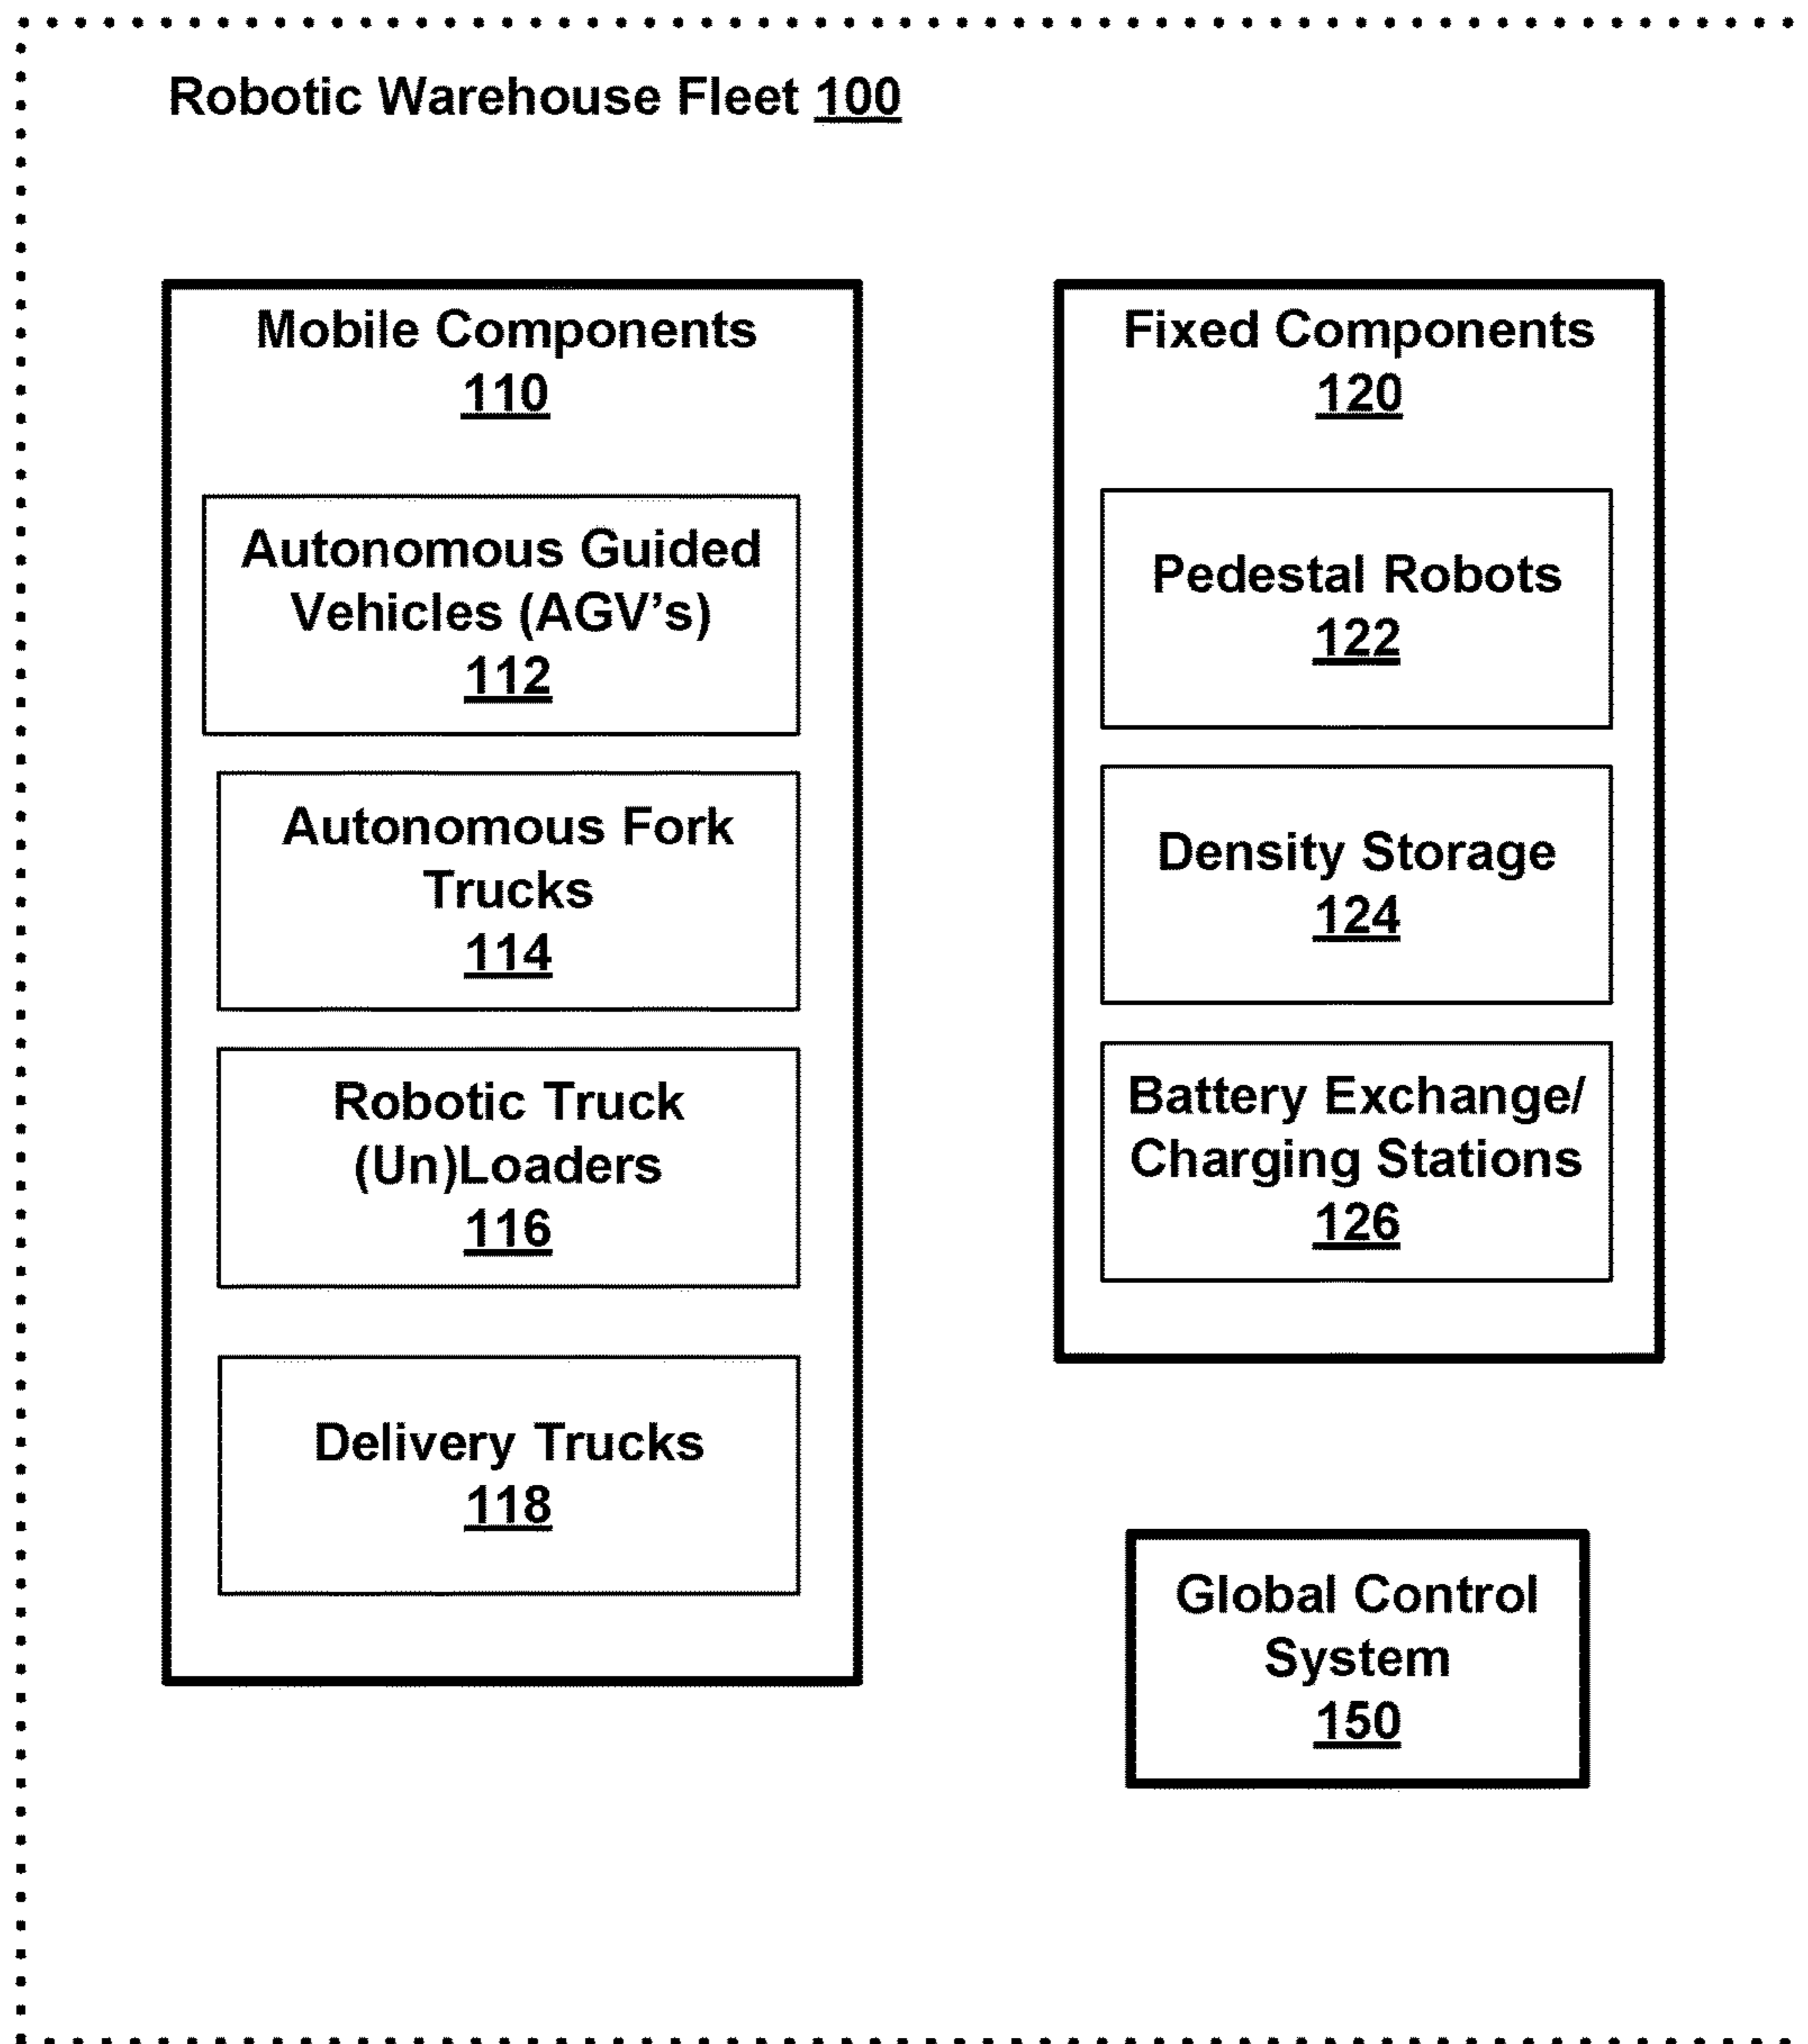 Robotic Warehouse Fleet 100
Mobile Components
110
Autonomous Guided
Vehicles (AGV’s)
112
Autonomous Fork
Trucks
114
Robotic Truck
(Un)Loaders
116
Delivery Trucks
118
Fixed Components
120
Pedestal Robots
122
Density Storage
124
Battery Exchange/
Charging Stations
126
Global Control
System
150